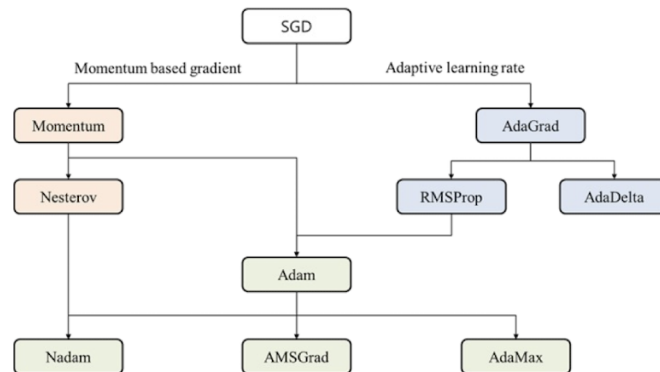 SGD
Momentum based gradient
Adaptive learning rate
Momentum
AdaGrad
Nesterov
RMSProp
AdaDelta
Adam
Nadam
AMSGrad
AdaMax